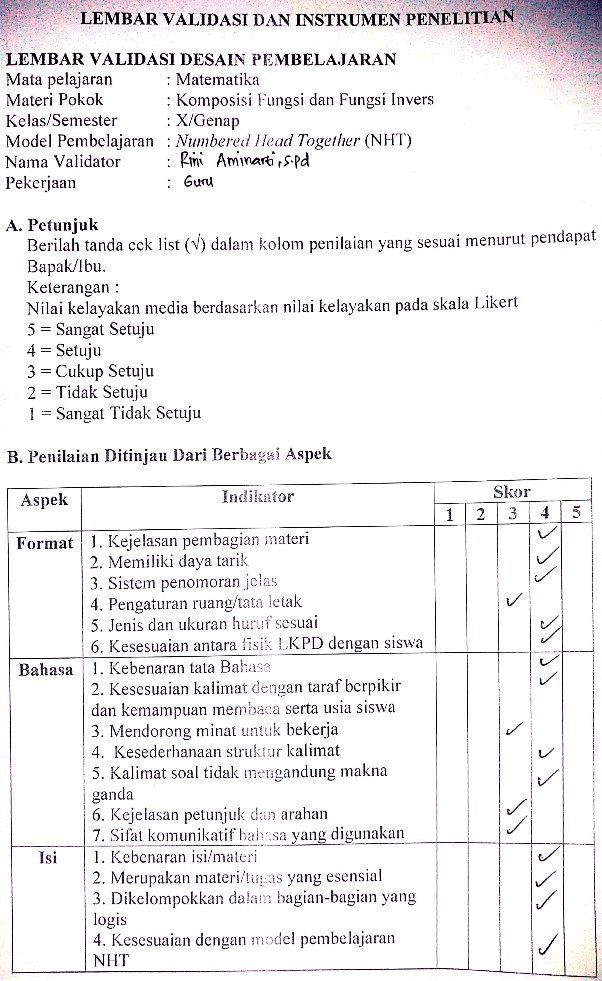 LEMBAR VALIDASI DAN INSTRUMEN PENELITIAN
LEMBAR VALIDASI DESAIN PEMBELAJARAN
Mata pelajaran : Matematika
Materi Pokok : Komposisi Fungsi dan Fungsi Invers
Kelas/Semester : X/Genap
Model Pembelajaran : Numbered Head Together (NHT)
Nama Validator : Rini Aminarti, S.Pd
Pekerjaan : Guru
A. Petunjuk
Berilah tanda cek list (√) dalam kolom penilaian yang sesuai menurut pendapat
Bapak/Ibu.
Keterangan :
Nilai kelayakan media berdasarkan nilai kelayakan pada skala Likert
5 = Sangat Setuju
4 = Setuju
3 = Cukup Setuju
2 = Tidak Setuju
1 = Sangat Tidak Setuju
B. Penilaian Ditinjau Dari Berbagai Aspek
Aspek Indikator Skor
1 2 3 4 5
Format 1. Kejelasan pembagian materi ✓
2. Memiliki daya tarik ✓
3. Sistem penomoran jelas ✓
4. Pengaturan ruang/tata letak ✓
5. Jenis dan ukuran huruf sesuai ✓
6. Kesesuaian antara fisik LKPD dengan siswa ✓
Bahasa 1. Kebenaran tata Bahasa ✓
2. Kesesuaian kalimat dengan taraf berpikir ✓
dan kemampuan membaca serta usia siswa
3. Mendorong minat untuk bekerja ✓
4. Kesederhanaan struktur kalimat ✓
5. Kalimat soal tidak mengandung makna ✓
ganda
6. Kejelasan petunjuk dan arahan ✓
7. Sifat komunikatif bahasa yang digunakan ✓
Isi 1. Kebenaran isi/materi ✓
2. Merupakan materi/tugas yang esensial ✓
3. Dikelompokkan dalam bagian-bagian yang ✓
logis
4. Kesesuaian dengan model pembelajaran ✓
NHT